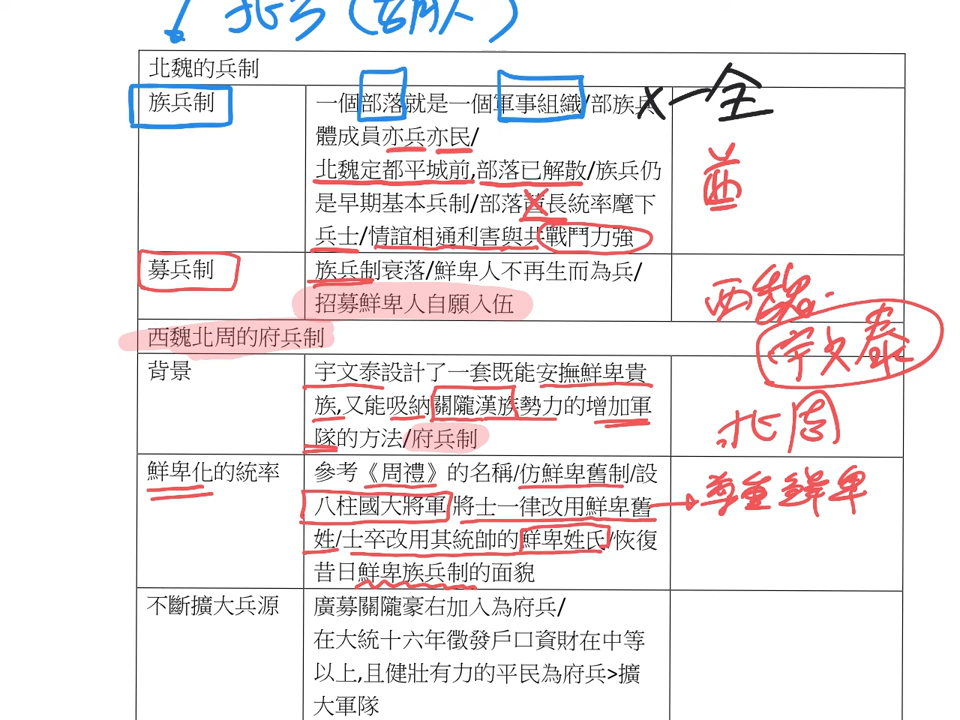 北魏的兵制
族兵制
一個部落就是一個軍事組織/部族兵
體成員亦兵亦民/
北魏定都平城前,部落已解散/族兵仍
是早期基本兵制/部落酋長統率麾下
兵士/情誼相通利害與共戰鬥力強
x一全
募兵制
族兵制衰落/鮮卑人不再生而為兵/
招募鮮卑人自願入伍
西魏
宇文泰
西魏北周的府兵制
背景
宇文泰設計了一套既能安撫鮮卑貴
族,又能吸納關隴漢族勢力的增加軍
隊的方法/府兵制
北周
鮮卑化的統率
參考《周禮》的名稱/仿鮮卑舊制/設
八柱國大將軍 將士一律改用鮮卑舊
姓/士卒改用其統帥的鮮卑姓氏/恢復
昔日鮮卑族兵制的面貌
尊重鮮卑
不斷擴大兵源
廣募關隴豪右加入為府兵/
在大統十六年徵發戶口資財在中等
以上,且健壯有力的平民為府兵>擴
大軍隊